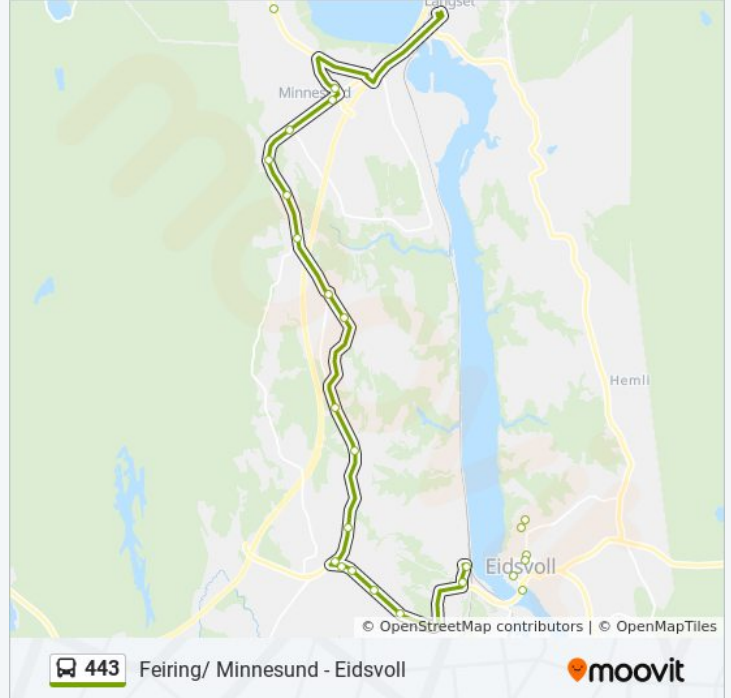 Langset
Minnesund
Hemli
Eidsvoll
© OpenStreetMap contributors | © OpenMapTiles
443 Feiring/ Minnesund - Eidsvoll
moovit